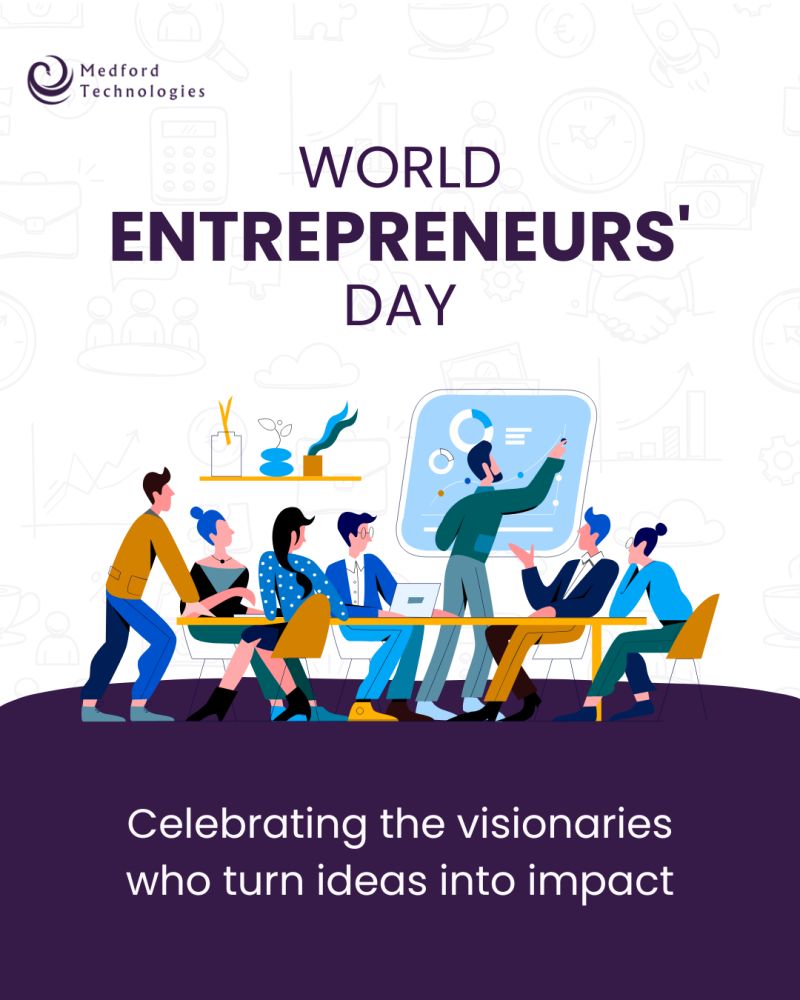 Medford
Technologies
WORLD
ENTREPRENEURS'
DAY
Celebrating the visionaries
who turn ideas into impact